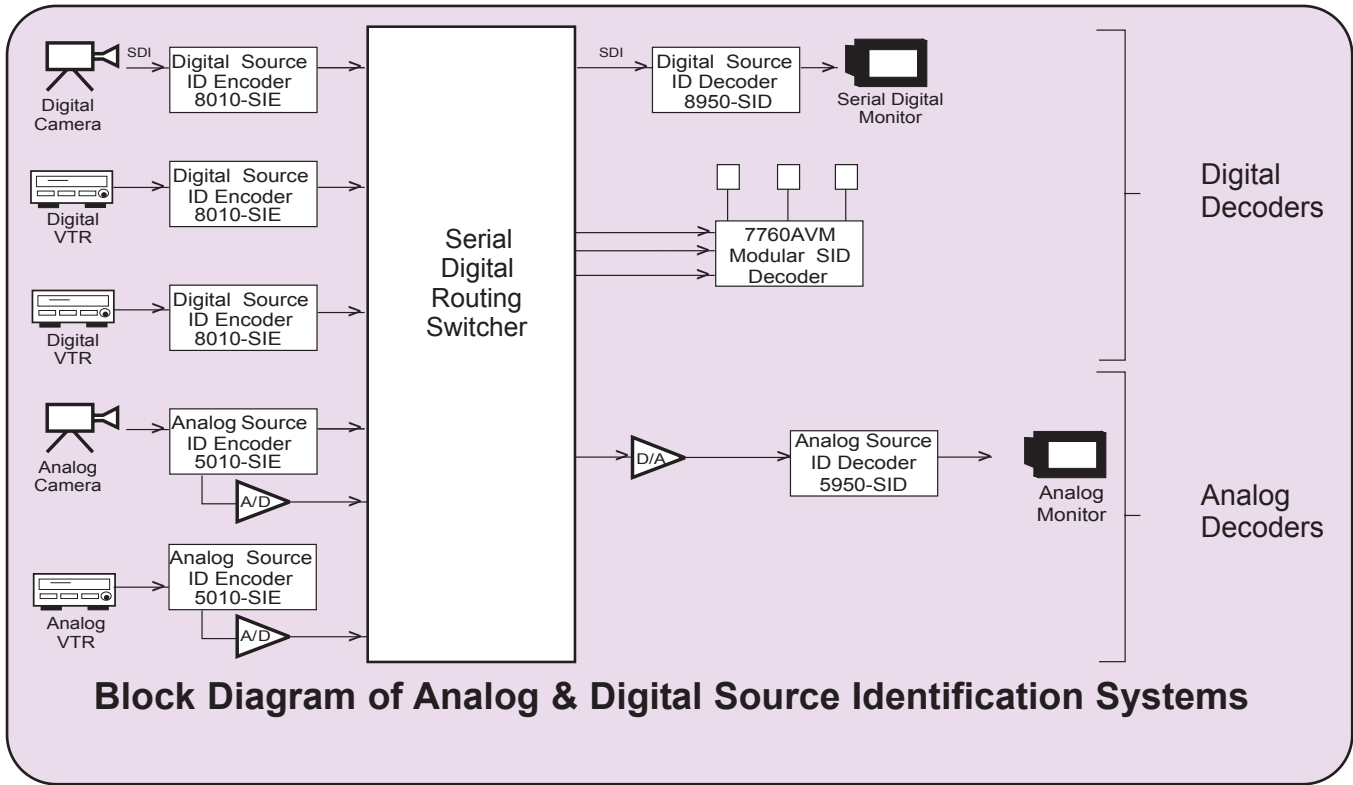 SDI
Digital Source
ID Encoder
8010-SIE
Digital
Camera
Digital Source
ID Encoder
8010-SIE
Digital
VTR
Digital Source
ID Encoder
8010-SIE
Digital
VTR
Analog Source
ID Encoder
5010-SIE
Analog
Camera
A/D
Analog Source
ID Encoder
5010-SIE
Analog
VTR
A/D
Serial
Digital
Routing
Switcher
SDI
Digital Source
ID Decoder
8950-SID
Serial Digital
Monitor
7760AVM
Modular SID
Decoder
D/A
Analog Source
ID Decoder
5950-SID
Analog
Monitor
Digital
Decoders
Analog
Decoders
Block Diagram of Analog & Digital Source Identification Systems